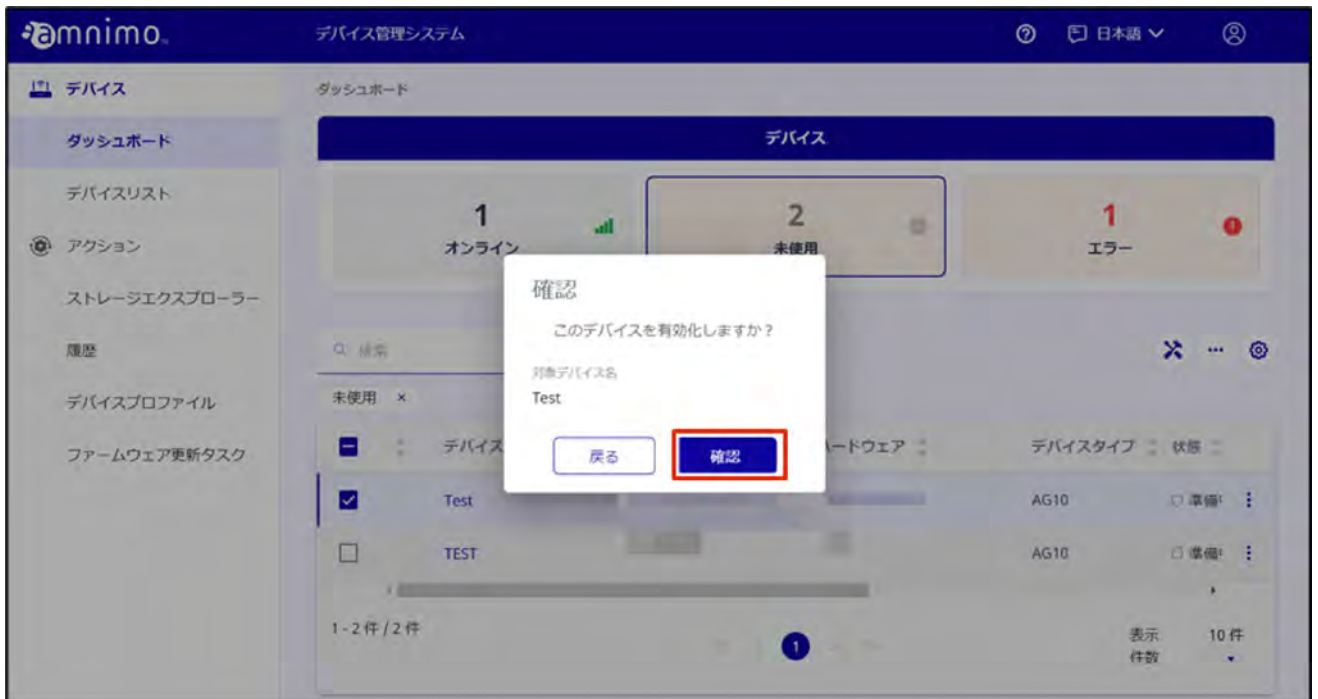 amnimo
デバイス管理システム
日本語
デバイス
ダッシュボード
デバイスリスト
アクション
ストレージエクスプローラー
履歴
デバイスプロファイル
ファームウェア更新タスク
ダッシュボード
デバイス
1
オンライン
2
未使用
1
エラー
検索
未使用 ×
確認
このデバイスを有効化しますか？
対象デバイス名
Test
戻る
確認
デバイス ードウェア デバイスタイプ 状態
Test AG10 準備
TEST AG10 準備
1 - 2 件 / 2 件
1
表示
件数
10 件